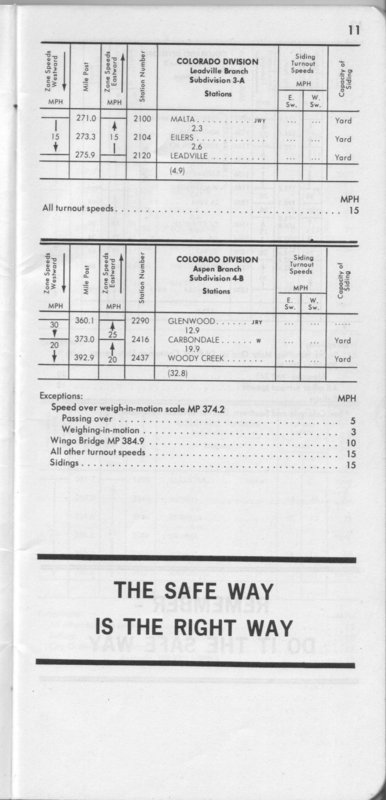 11
Zone Speeds Westward MPH
Mile Post
Zone Speeds Eastward MPH
Station Number
COLORADO DIVISION
Leadville Branch
Subdivision 3-A
Stations
Siding Turnout Speeds
MPH
E. Sw.
W. Sw.
Capacity of Siding
271.0 2100 MALTA . . . . . . . . . . JWY ... ... Yard
2.3
15 273.3 15 2104 EILERS . . . . . . . . . . . . . ... ... Yard
2.6
275.9 2120 LEADVILLE . . . . . . . . . . . ... ... Yard
(4.9)
MPH
All turnout speeds . . . . . . . . . . . . . . . . . . . . 15
Zone Speeds Westward MPH
Mile Post
Zone Speeds Eastward MPH
Station Number
COLORADO DIVISION
Aspen Branch
Subdivision 4-B
Stations
Siding Turnout Speeds
MPH
E. Sw.
W. Sw.
Capacity of Siding
30 360.1 2290 GLENWOOD . . . . . . JRY ... ... .....
12.9
25
373.0 2416 CARBONDALE . . . . . W ... ... Yard
20
19.9
392.9 20 2437 WOODY CREEK . . . . . . . . ... ... Yard
(32.8)
Exceptions: MPH
Speed over weigh-in-motion scale MP 374.2
Passing over . . . . . . . . . . . . . . . . . . . . 5
Weighing-in-motion . . . . . . . . . . . . . . . . 3
Wingo Bridge MP 384.9 . . . . . . . . . . . . . . . 10
All other turnout speeds . . . . . . . . . . . . . . . 15
Sidings . . . . . . . . . . . . . . . . . . . . . . . . 15
THE SAFE WAY
IS THE RIGHT WAY
REMEMBER -
DO IT THE SAFE WAY